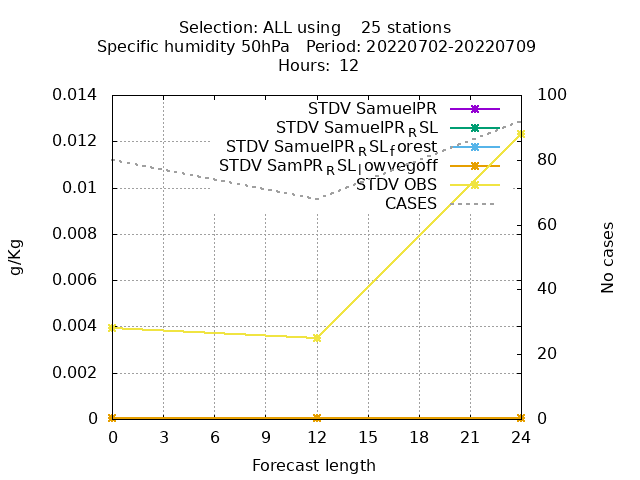 Selection: ALL using    25 stations
Specific humidity 50hPa   Period: 20220702-20220709
Hours:  12
0.014
0.012
0.01
0.008
0.006
0.004
0.002
0
100
80
60
40
20
0
STDV SamuelPR
STDV SamuelPR_RSL
STDV SamuelPR_RSL_forest
STDV SamPR_RSL_lowvegoff
STDV OBS
CASES
g/Kg
No cases
0 3 6 9 12 15 18 21 24
Forecast length